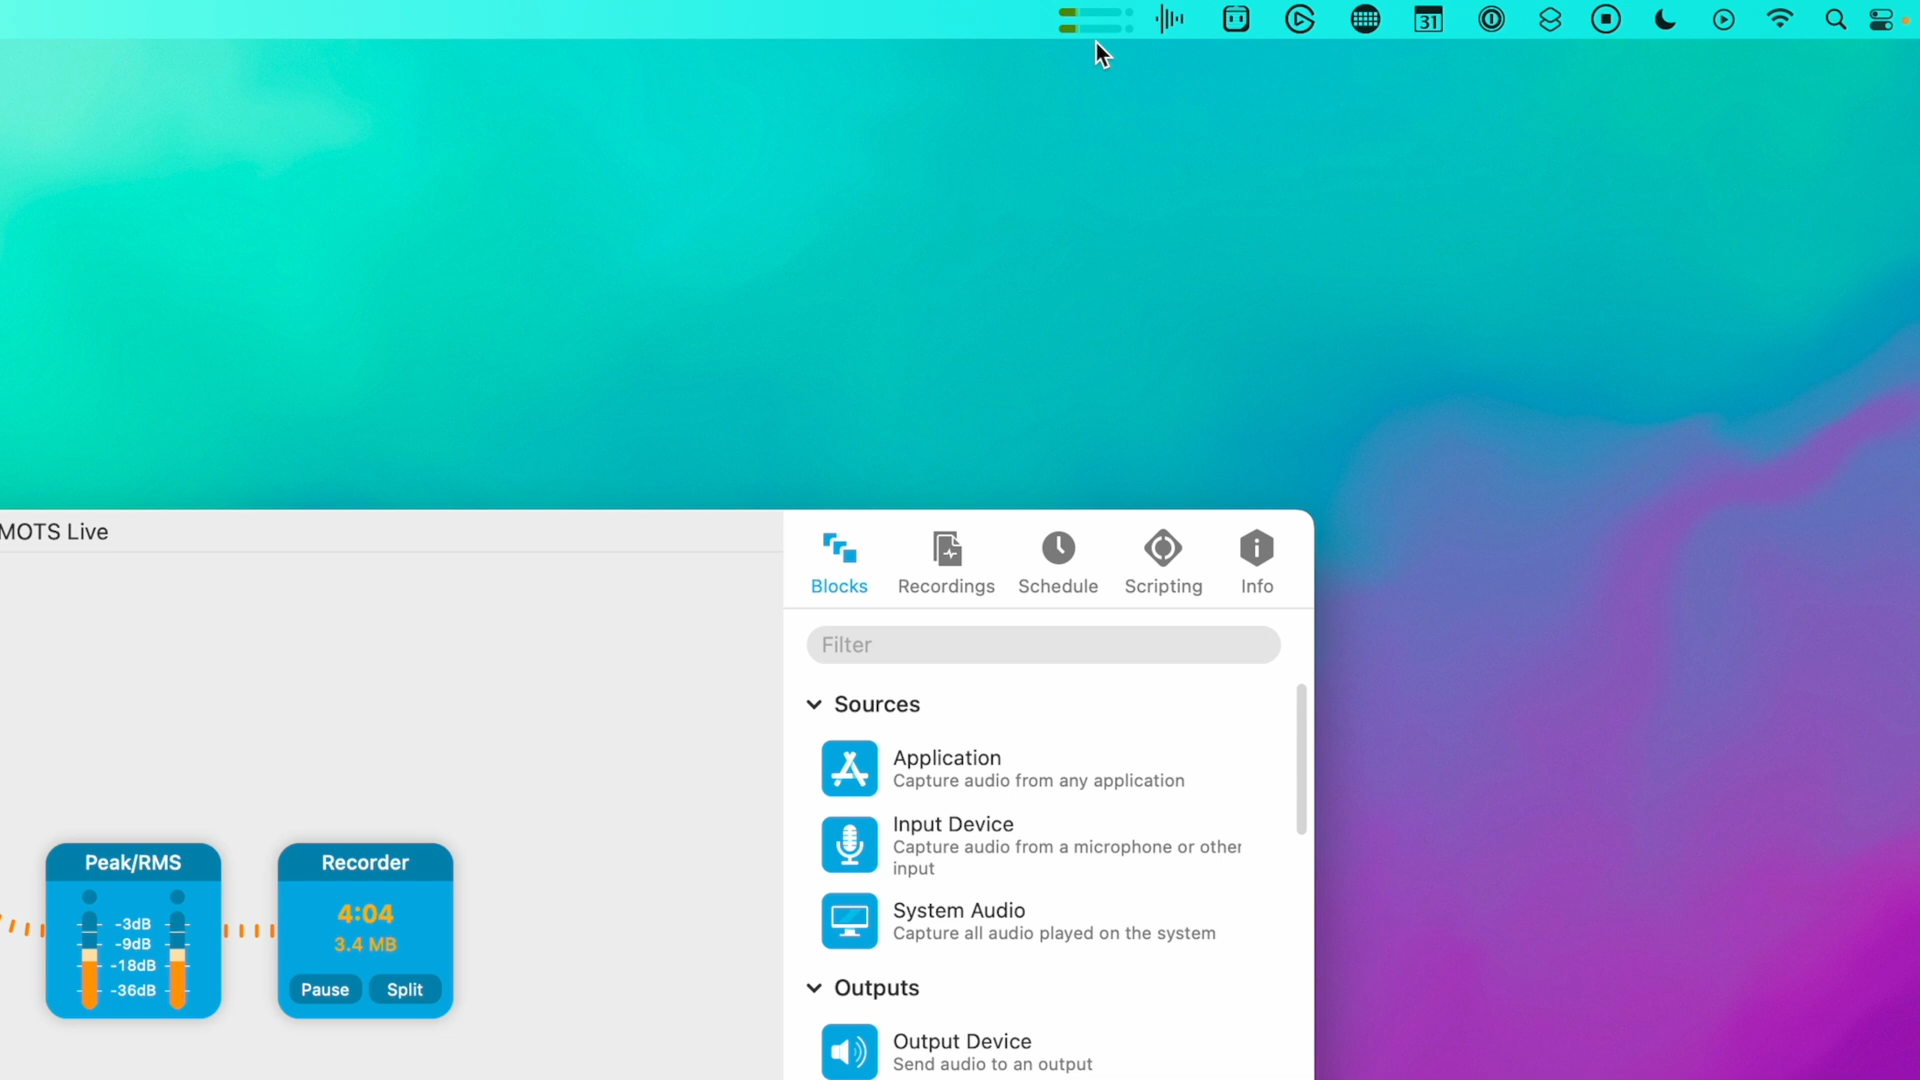 31
MOTS Live
Blocks
Recordings
Schedule
Scripting
Info
Filter
Sources
Application
Capture audio from any application
Input Device
Capture audio from a microphone or other
input
System Audio
Capture all audio played on the system
Outputs
Output Device
Send audio to an output
Peak/RMS
-3dB
-9dB
-18dB
-36dB
Recorder
4:04
3.4 MB
Pause
Split